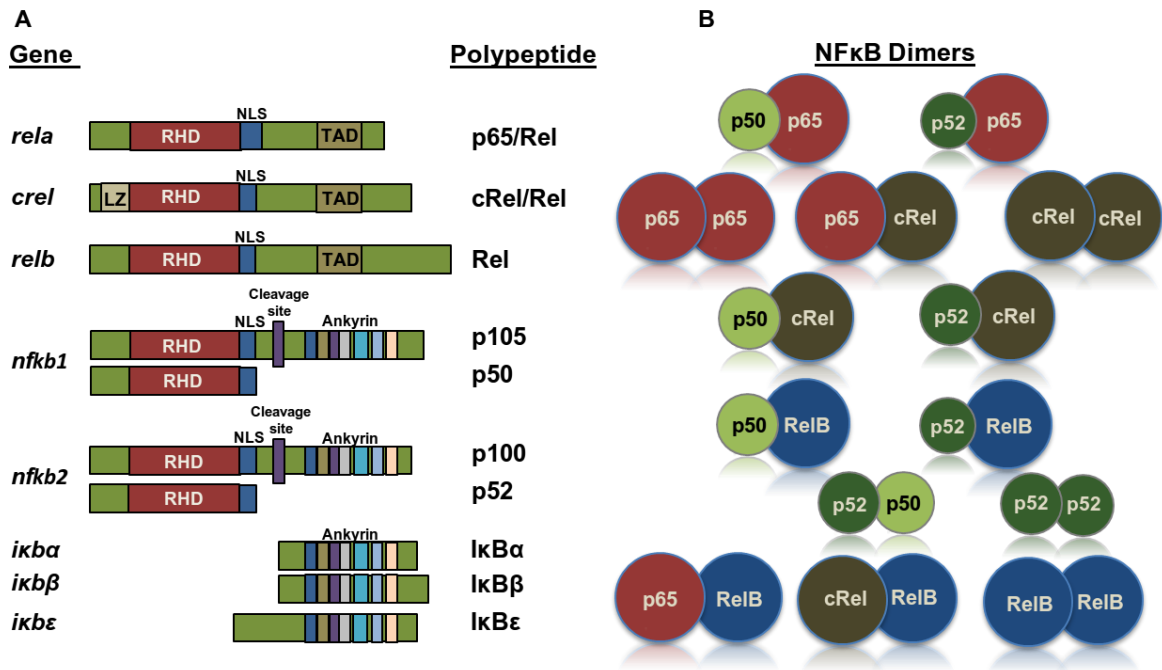 A
Gene
Polypeptide
NLS
rela
RHD
TAD
p65/Rel
NLS
crel
LZ
RHD
TAD
cRel/Rel
NLS
relb
RHD
TAD
Rel
Cleavage
site
NLS
Ankyrin
nfkb1
RHD
p105
RHD
p50
Cleavage
site
NLS
Ankyrin
nfkb2
RHD
p100
RHD
p52
Ankyrin
iκbα
IκBα
iκbβ
IκBβ
iκbε
IκBε
B
NFκB Dimers
p50 p65
p52 p65
p65 p65
p65 cRel
cRel cRel
p50 cRel
p52 cRel
p50 RelB
p52 RelB
p52 p50
p52 p52
p65 RelB
cRel RelB
RelB RelB